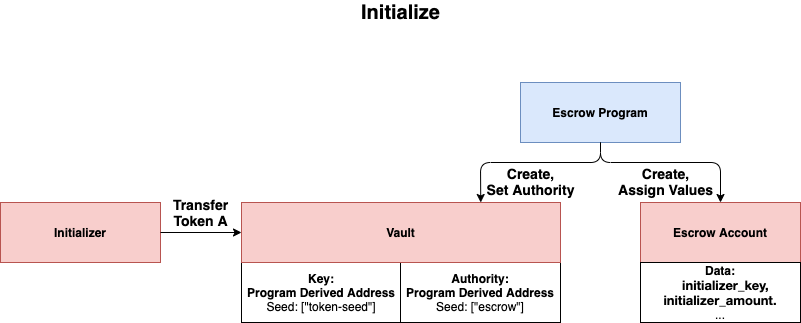 Initialize
Escrow Program
Create,
Set Authority
Create,
Assign Values
Transfer
Token A
Initializer
Vault
Escrow Account
Key:
Program Derived Address
Seed: ["token-seed"]
Authority:
Program Derived Address
Seed: ["escrow"]
Data:
initializer_key,
initializer_amount.
...